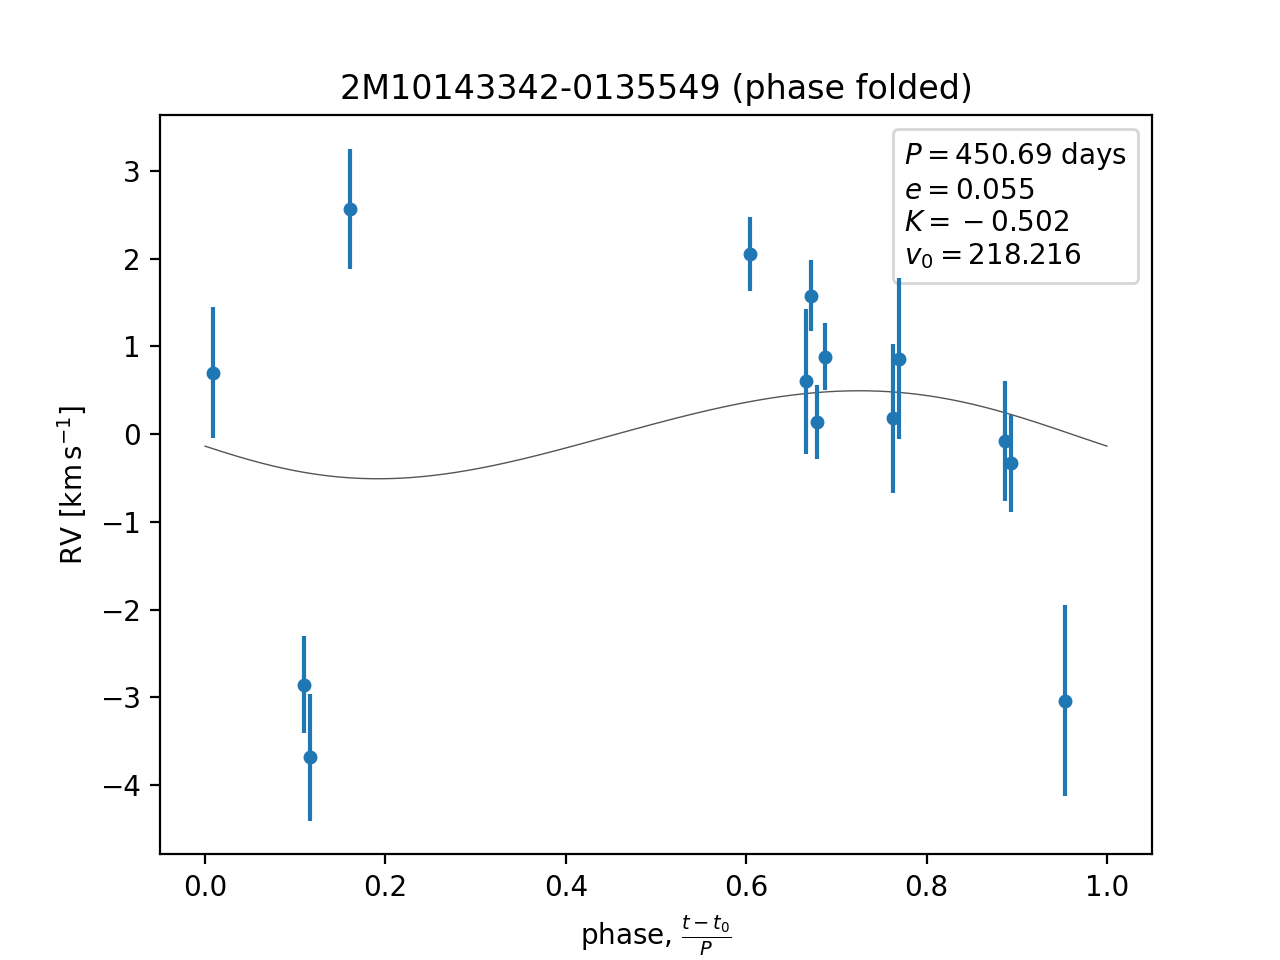 2M10143342-0135549 (phase folded)
P = 450.69 days
e = 0.055
K = −0.502
v₀ = 218.216
3
2
1
0
−1
−2
−3
−4
RV [km s⁻¹]
0.0 0.2 0.4 0.6 0.8 1.0
phase, (t − t₀)/P